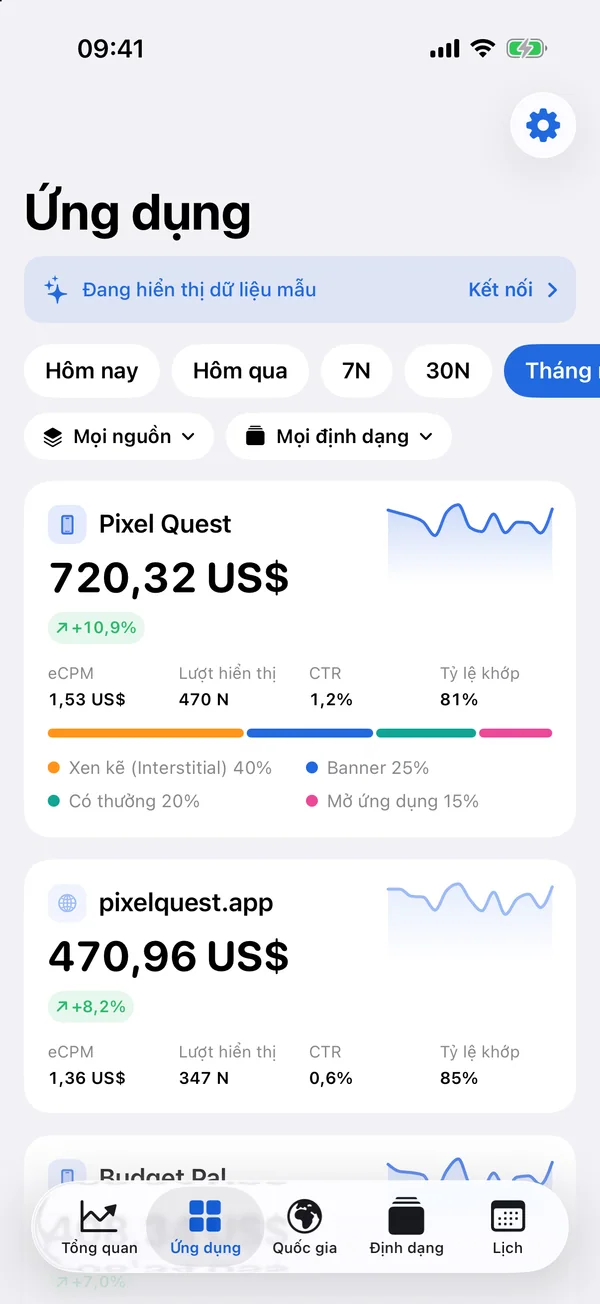 09:41
Ứng dụng
Đang hiển thị dữ liệu mẫu Kết nối
Hôm nay Hôm qua 7N 30N Tháng
Mọi nguồn Mọi định dạng
Pixel Quest
720,32 US$
+10,9%
eCPM Lượt hiển thị CTR Tỷ lệ khớp
1,53 US$ 470 N 1,2% 81%
Xen kẽ (Interstitial) 40% Banner 25%
Có thưởng 20% Mở ứng dụng 15%
pixelquest.app
470,96 US$
+8,2%
eCPM Lượt hiển thị CTR Tỷ lệ khớp
1,36 US$ 347 N 0,6% 85%
Budget Pal
Tổng quan Ứng dụng Quốc gia Định dạng Lịch
+7,0%